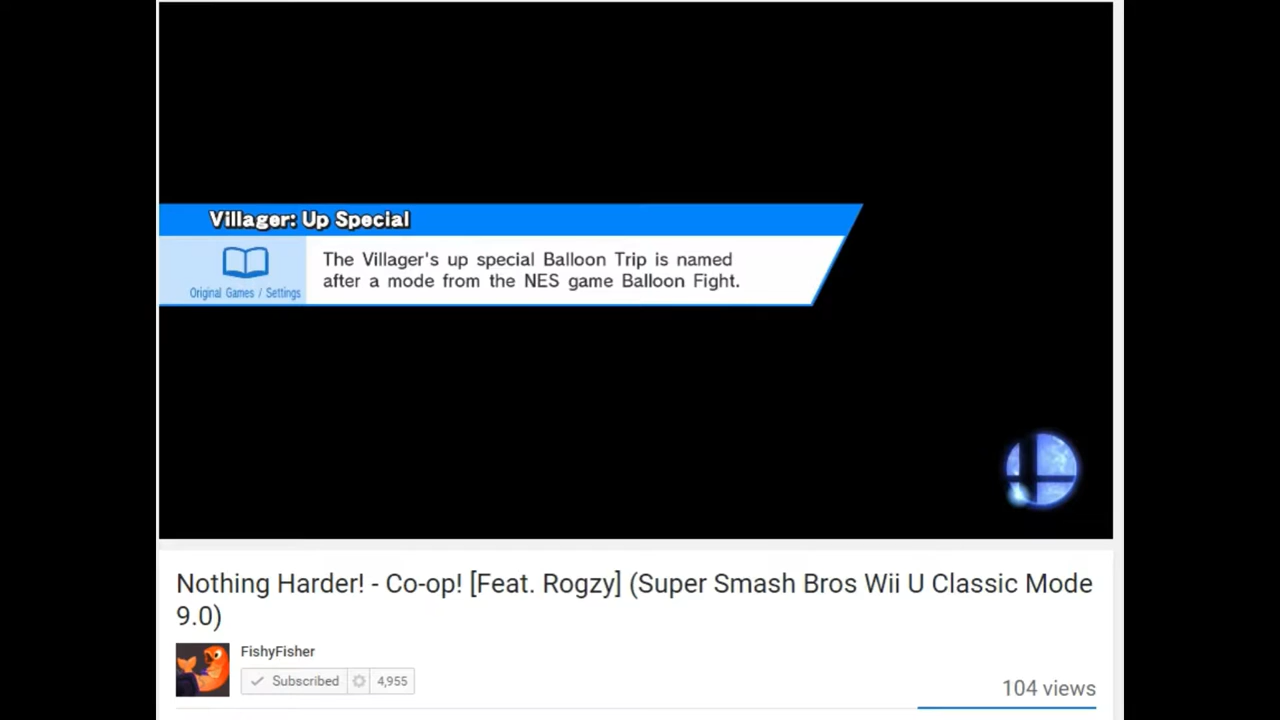 Villager: Up Special
Original Games / Settings
The Villager's up special Balloon Trip is named
after a mode from the NES game Balloon Fight.
Nothing Harder! - Co-op! [Feat. Rogzy] (Super Smash Bros Wii U Classic Mode
9.0)
FishyFisher
Subscribed 4,955
104 views